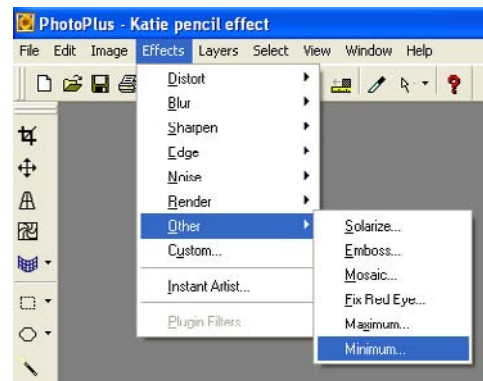 PhotoPlus - Katie pencil effect
File Edit Image Effects Layers Select View Window Help
Distort
Blur
Sharpen
Edge
Noise
Render
Other
Custom...
Instant Artist...
Plugin Filters
Solarize...
Emboss...
Mosaic...
Fix Red Eye...
Maximum...
Minimum...